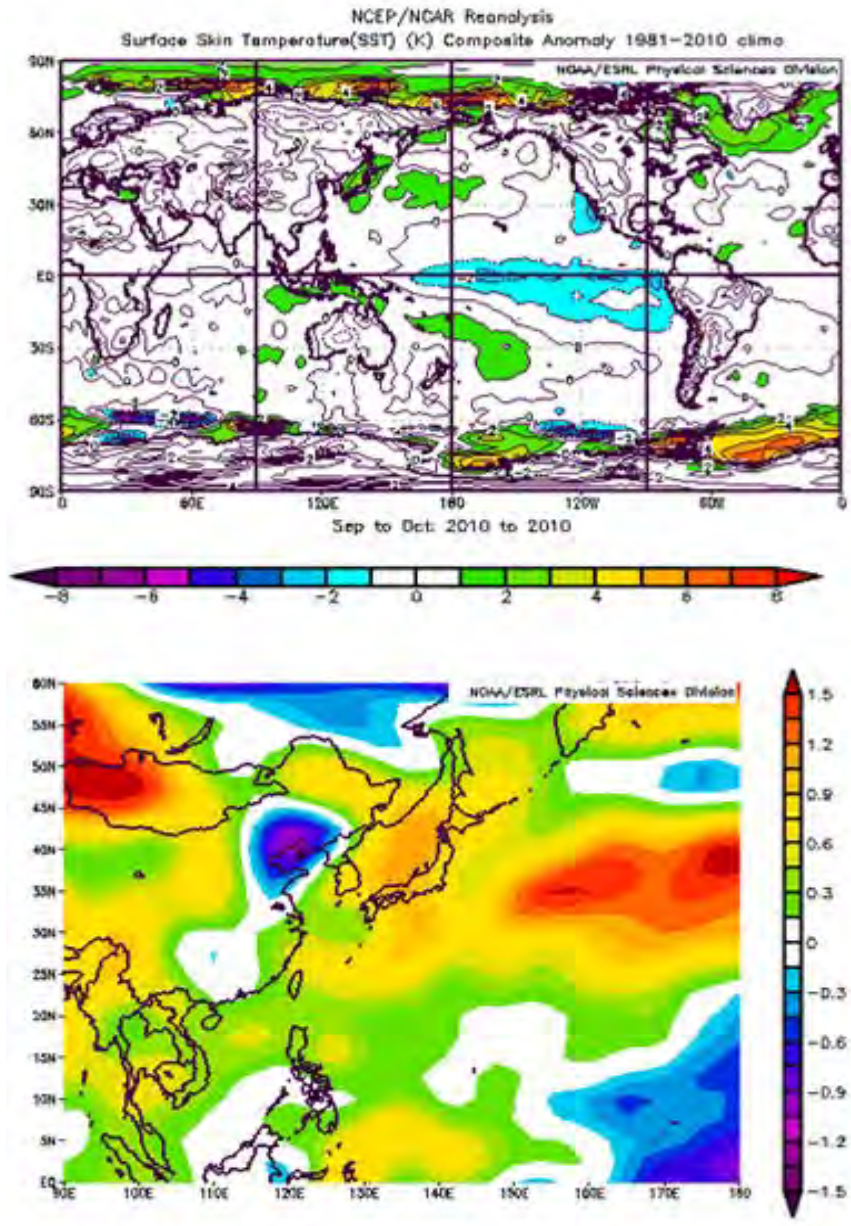 NCEP/NCAR Reanalysis
Surface Skin Temperature(SST) (K) Composite Anomaly 1981-2010 climo
NOAA/ESRL Physical Sciences Division
90N
60N
30N
EQ
30S
60S
90S
0 60E 120E 180 120W 60W 0
Sep to Oct: 2010 to 2010
-8 -6 -4 -2 0 2 4 6 8
NOAA/ESRL Physical Sciences Division
60N
55N
50N
45N
40N
35N
30N
25N
20N
15N
10N
5N
EQ
90E 100E 110E 120E 130E 140E 150E 160E 170E 180
1.5
1.2
0.9
0.6
0.3
0
-0.3
-0.6
-0.9
-1.2
-1.5